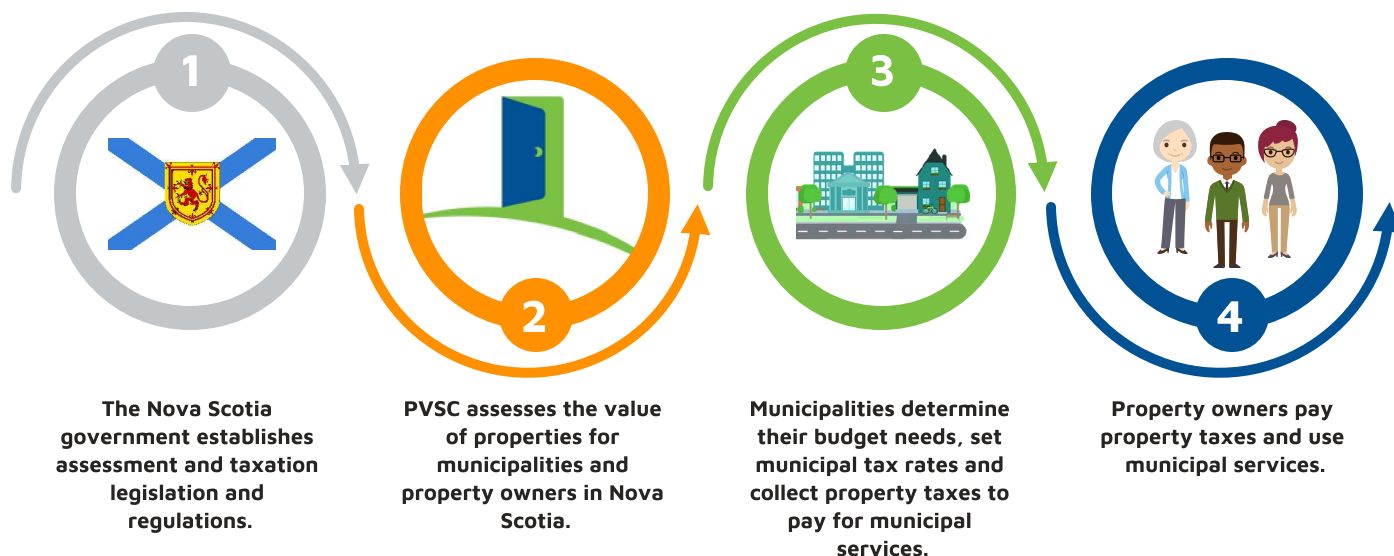 1
The Nova Scotia
government establishes
assessment and taxation
legislation and
regulations.
2
PVSC assesses the value
of properties for
municipalities and
property owners in Nova
Scotia.
3
Municipalities determine
their budget needs, set
municipal tax rates and
collect property taxes to
pay for municipal
services.
4
Property owners pay
property taxes and use
municipal services.